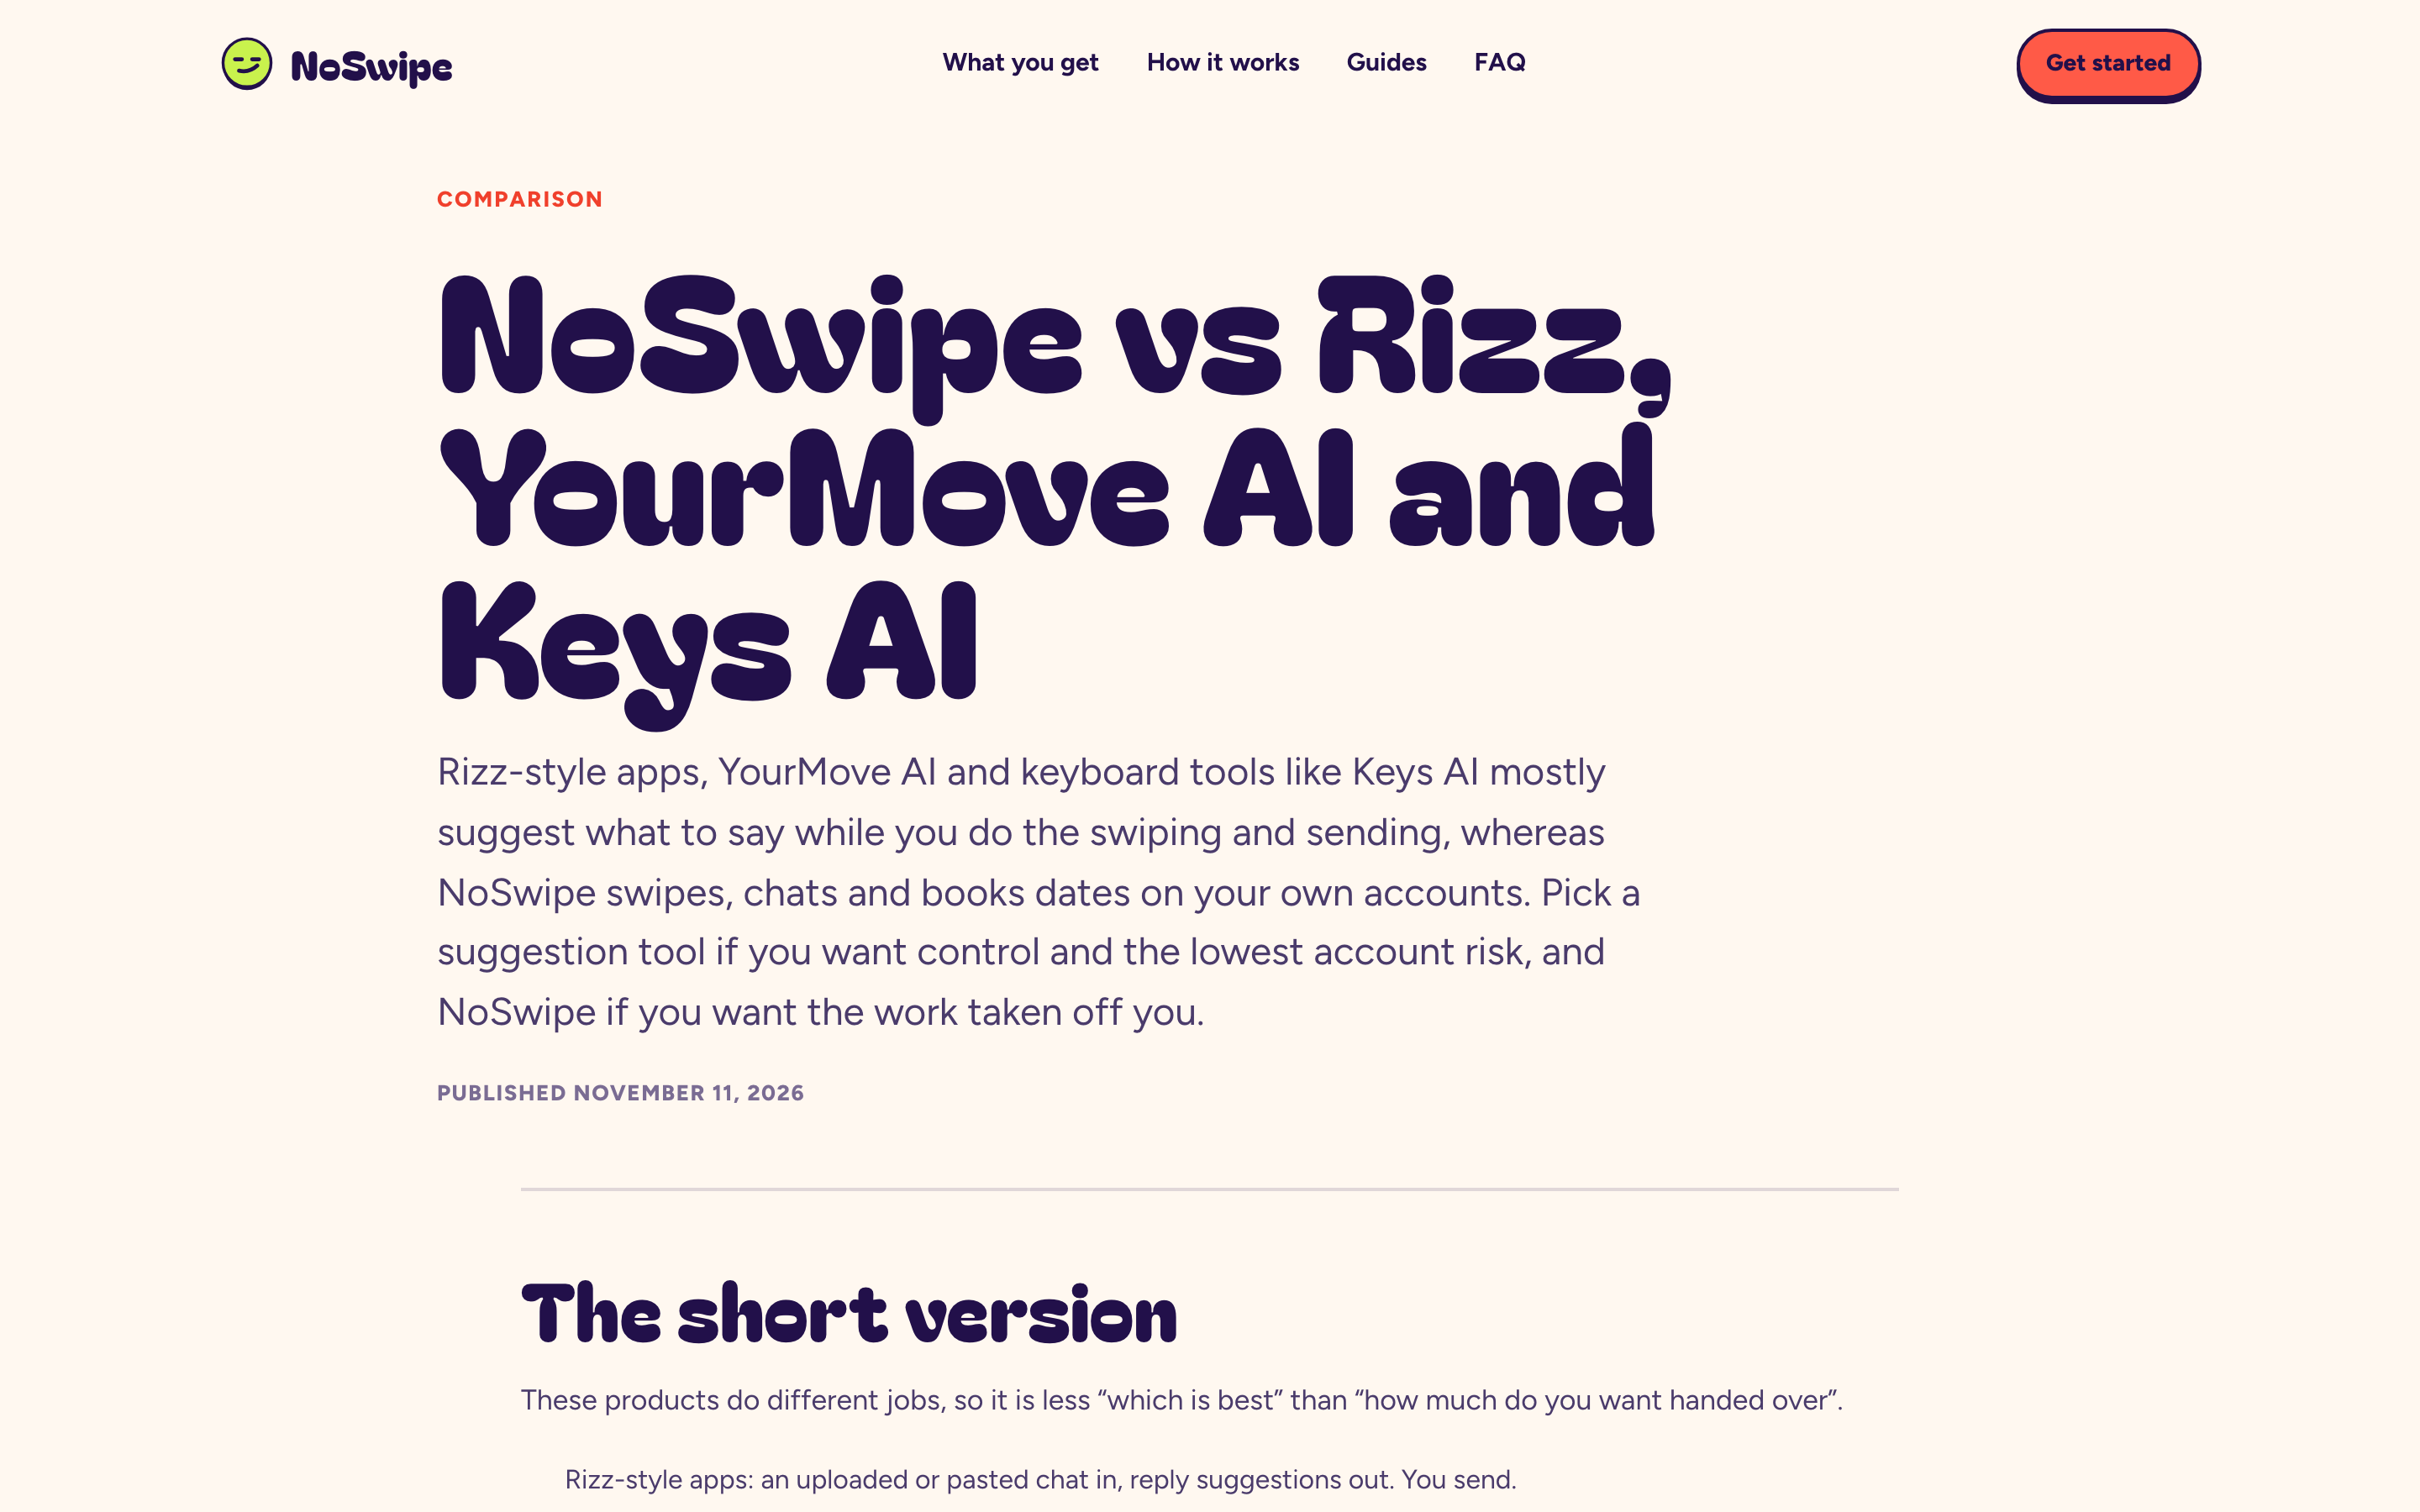 NoSwipe
What you get
How it works
Guides
FAQ
Get started
COMPARISON
NoSwipe vs Rizz,
YourMove AI and
Keys AI
Rizz-style apps, YourMove AI and keyboard tools like Keys AI mostly
suggest what to say while you do the swiping and sending, whereas
NoSwipe swipes, chats and books dates on your own accounts. Pick a
suggestion tool if you want control and the lowest account risk, and
NoSwipe if you want the work taken off you.
PUBLISHED NOVEMBER 11, 2026
The short version
These products do different jobs, so it is less “which is best” than “how much do you want handed over”.
Rizz-style apps: an uploaded or pasted chat in, reply suggestions out. You send.